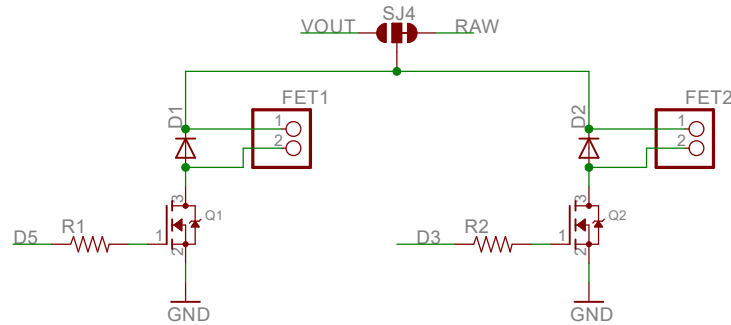 SJ4
VOUT RAW
D1 FET1 D2 FET2
1 1
2 2
3 3
R1 Q1 R2 Q2
D5 1 D3 1
2 2
GND GND